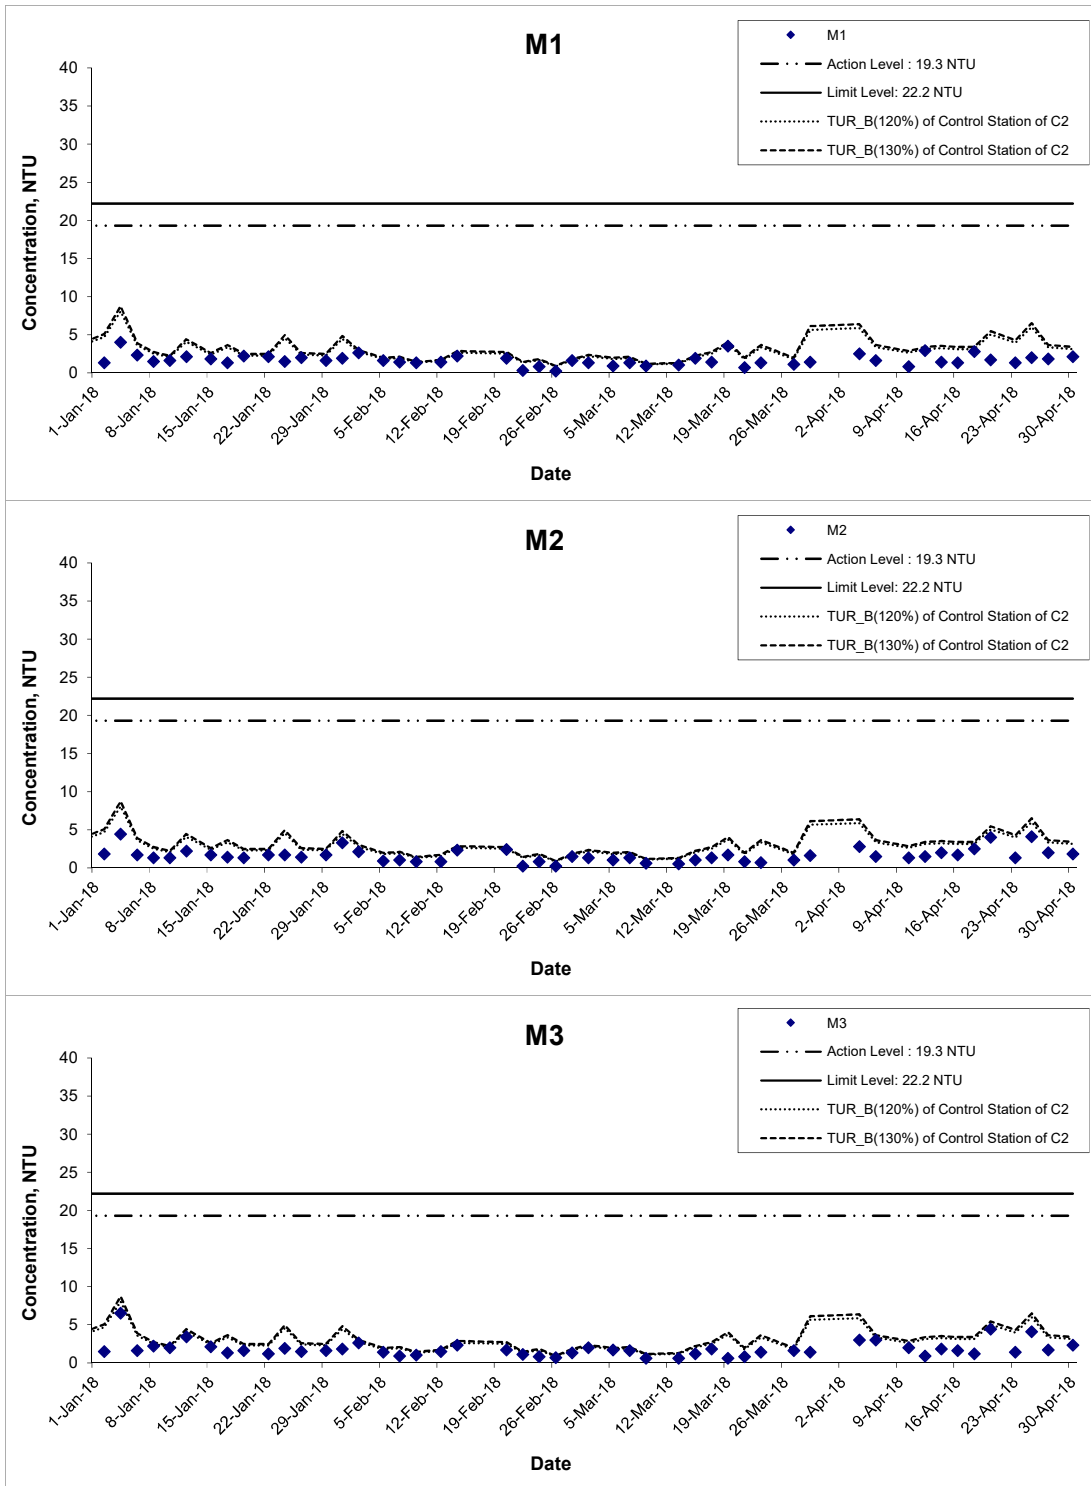 M1
M1
Action Level : 19.3 NTU
Limit Level: 22.2 NTU
TUR_B(120%) of Control Station of C2
TUR_B(130%) of Control Station of C2
Concentration, NTU
40
35
30
25
20
15
10
5
0
1-Jan-18
8-Jan-18
15-Jan-18
22-Jan-18
29-Jan-18
5-Feb-18
12-Feb-18
19-Feb-18
26-Feb-18
5-Mar-18
12-Mar-18
19-Mar-18
26-Mar-18
2-Apr-18
9-Apr-18
16-Apr-18
23-Apr-18
30-Apr-18
Date
M2
M2
Action Level : 19.3 NTU
Limit Level: 22.2 NTU
TUR_B(120%) of Control Station of C2
TUR_B(130%) of Control Station of C2
Concentration, NTU
40
35
30
25
20
15
10
5
0
1-Jan-18
8-Jan-18
15-Jan-18
22-Jan-18
29-Jan-18
5-Feb-18
12-Feb-18
19-Feb-18
26-Feb-18
5-Mar-18
12-Mar-18
19-Mar-18
26-Mar-18
2-Apr-18
9-Apr-18
16-Apr-18
23-Apr-18
30-Apr-18
Date
M3
M3
Action Level : 19.3 NTU
Limit Level: 22.2 NTU
TUR_B(120%) of Control Station of C2
TUR_B(130%) of Control Station of C2
Concentration, NTU
40
35
30
25
20
15
10
5
0
1-Jan-18
8-Jan-18
15-Jan-18
22-Jan-18
29-Jan-18
5-Feb-18
12-Feb-18
19-Feb-18
26-Feb-18
5-Mar-18
12-Mar-18
19-Mar-18
26-Mar-18
2-Apr-18
9-Apr-18
16-Apr-18
23-Apr-18
30-Apr-18
Date